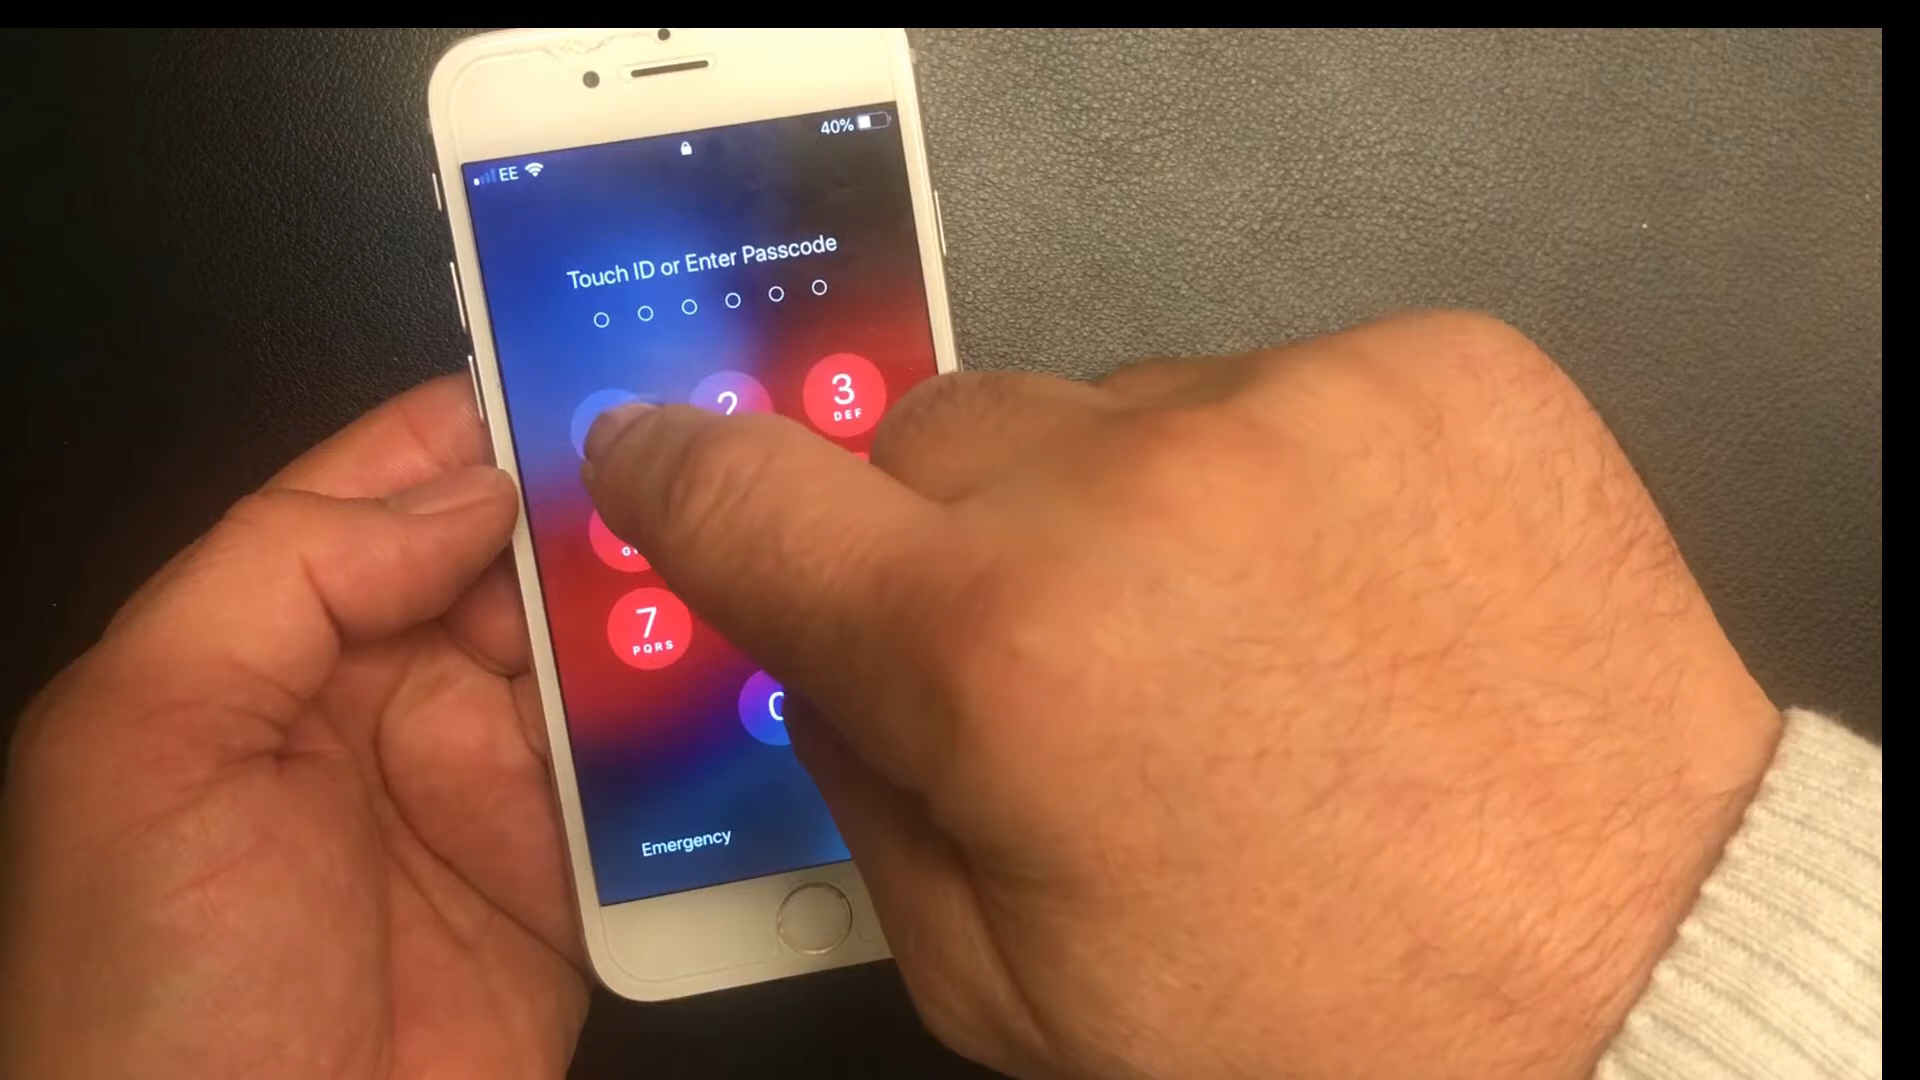 EE
40%
Touch ID or Enter Passcode
2
3
DEF
7
PQRS
0
Emergency